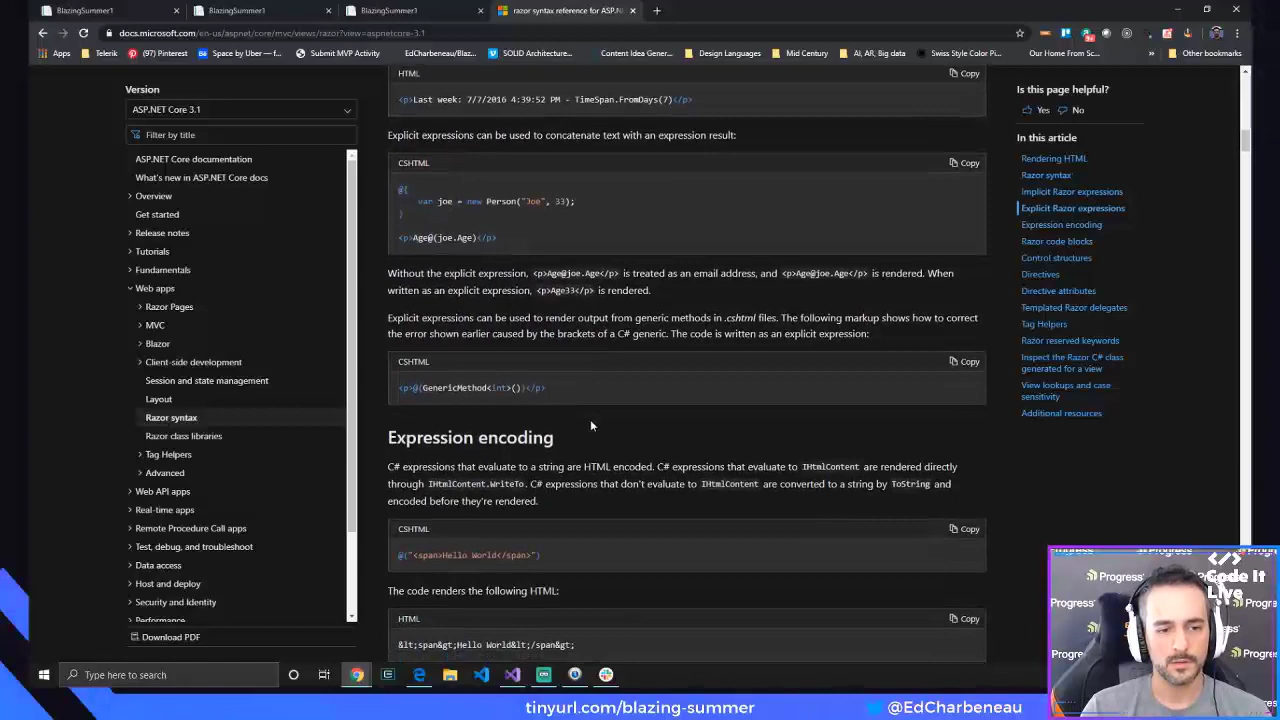 BlazingSummer1
BlazingSummer1
BlazingSummer1
razor syntax reference for ASP.N
docs.microsoft.com/en-us/aspnet/core/mvc/views/razor?view=aspnetcore-3.1
Apps
Telerik
(97) Pinterest
Space by Uber — f...
Submit MVP Activity
EdCharbeneau/Blaz...
SOLID Architecture...
Content Idea Gener...
Design Languages
Mid Century
AI, AR, Big data
Swiss Style Color Pi...
Our Home From Sc...
»
Other bookmarks
Version
ASP.NET Core 3.1
Filter by title
ASP.NET Core documentation
What's new in ASP.NET Core docs
Overview
Get started
Release notes
Tutorials
Fundamentals
Web apps
Razor Pages
MVC
Blazor
Client-side development
Session and state management
Layout
Razor syntax
Razor class libraries
Tag Helpers
Advanced
Web API apps
Real-time apps
Remote Procedure Call apps
Test, debug, and troubleshoot
Data access
Host and deploy
Security and Identity
Performance
Download PDF
HTML
Copy
<p>Last week: 7/7/2016 4:39:52 PM - TimeSpan.FromDays(7)</p>
Explicit expressions can be used to concatenate text with an expression result:
CSHTML
Copy
@{
var joe = new Person("Joe", 33);
}
<p>Age@(joe.Age)</p>
Without the explicit expression, <p>Age@joe.Age</p> is treated as an email address, and <p>Age@joe.Age</p> is rendered. When
written as an explicit expression, <p>Age33</p> is rendered.
Explicit expressions can be used to render output from generic methods in .cshtml files. The following markup shows how to correct
the error shown earlier caused by the brackets of a C# generic. The code is written as an explicit expression:
CSHTML
Copy
<p>@(GenericMethod<int>())</p>
Expression encoding
C# expressions that evaluate to a string are HTML encoded. C# expressions that evaluate to IHtmlContent are rendered directly
through IHtmlContent.WriteTo. C# expressions that don't evaluate to IHtmlContent are converted to a string by ToString and
encoded before they're rendered.
CSHTML
Copy
@("<span>Hello World</span>")
The code renders the following HTML:
HTML
Copy
&lt;span&gt;Hello World&lt;/span&gt;
Is this page helpful?
Yes
No
In this article
Rendering HTML
Razor syntax
Implicit Razor expressions
Explicit Razor expressions
Expression encoding
Razor code blocks
Control structures
Directives
Directive attributes
Templated Razor delegates
Tag Helpers
Razor reserved keywords
Inspect the Razor C# class
generated for a view
View lookups and case
sensitivity
Additional resources
Progress
Progress
Code It
Live
Type here to search
tinyurl.com/blazing-summer
@EdCharbeneau